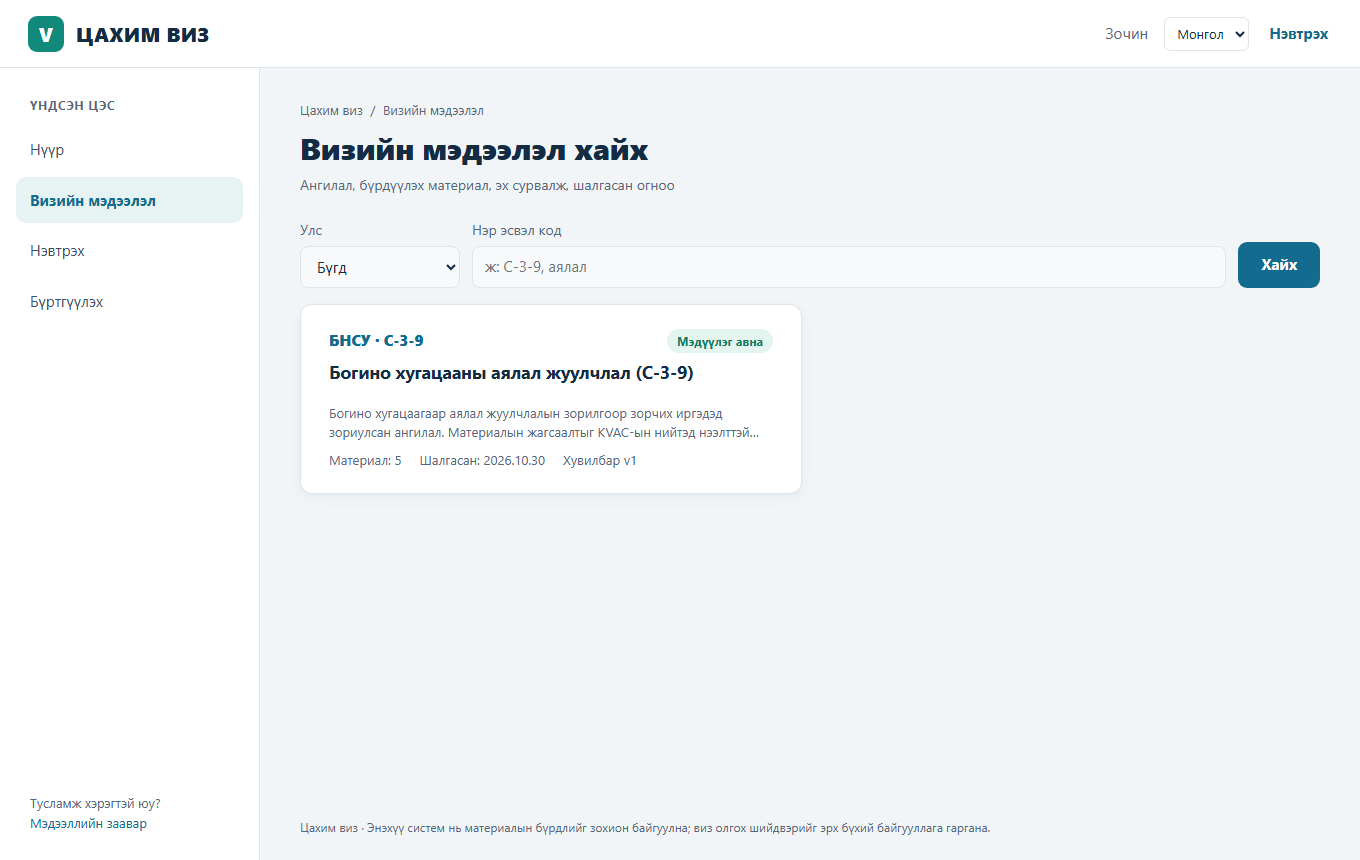 V ЦАХИМ ВИЗ
Зочин Монгол Нэвтрэх
ҮНДСЭН ЦЭС
Нүүр
Визийн мэдээлэл
Нэвтрэх
Бүртгүүлэх
Тусламж хэрэгтэй юу?
Мэдээллийн заавар
Цахим виз / Визийн мэдээлэл
Визийн мэдээлэл хайх
Ангилал, бүрдүүлэх материал, эх сурвалж, шалгасан огноо
Улс Нэр эсвэл код
Бүгд ж: C-3-9, аялал Хайх
БНСУ · C-3-9 Мэдүүлэг авна
Богино хугацааны аялал жуулчлал (C-3-9)
Богино хугацаагаар аялал жуулчлалын зорилгоор зорчих иргэдэд
зориулсан ангилал. Материалын жагсаалтыг KVAC-ын нийтэд нээлттэй...
Материал: 5 Шалгасан: 2026.10.30 Хувилбар v1
Цахим виз · Энэхүү систем нь материалын бүрдлийг зохион байгуулна; виз олгох шийдвэрийг эрх бүхий байгууллага гаргана.